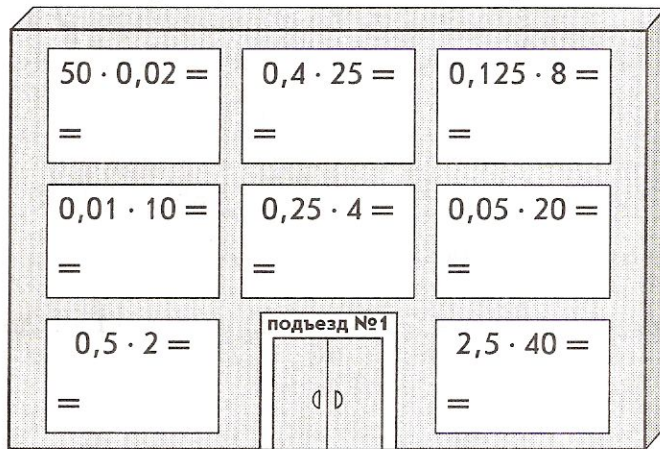 50 · 0,02 =
=
0,4 · 25 =
=
0,125 · 8 =
=
0,01 · 10 =
=
0,25 · 4 =
=
0,05 · 20 =
=
0,5 · 2 =
=
подъезд №1
2,5 · 40 =
=